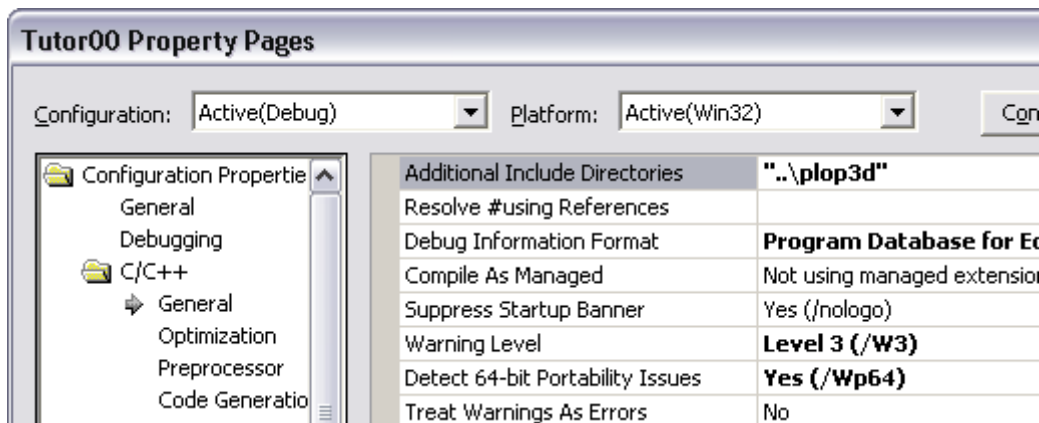 Tutor00 Property Pages
Configuration: Active(Debug) Platform: Active(Win32) Con
Configuration Propertie
General
Debugging
C/C++
General
Optimization
Preprocessor
Code Generatio
Additional Include Directories "..\plop3d"
Resolve #using References
Debug Information Format Program Database for Ed
Compile As Managed Not using managed extension
Suppress Startup Banner Yes (/nologo)
Warning Level Level 3 (/W3)
Detect 64-bit Portability Issues Yes (/Wp64)
Treat Warnings As Errors No